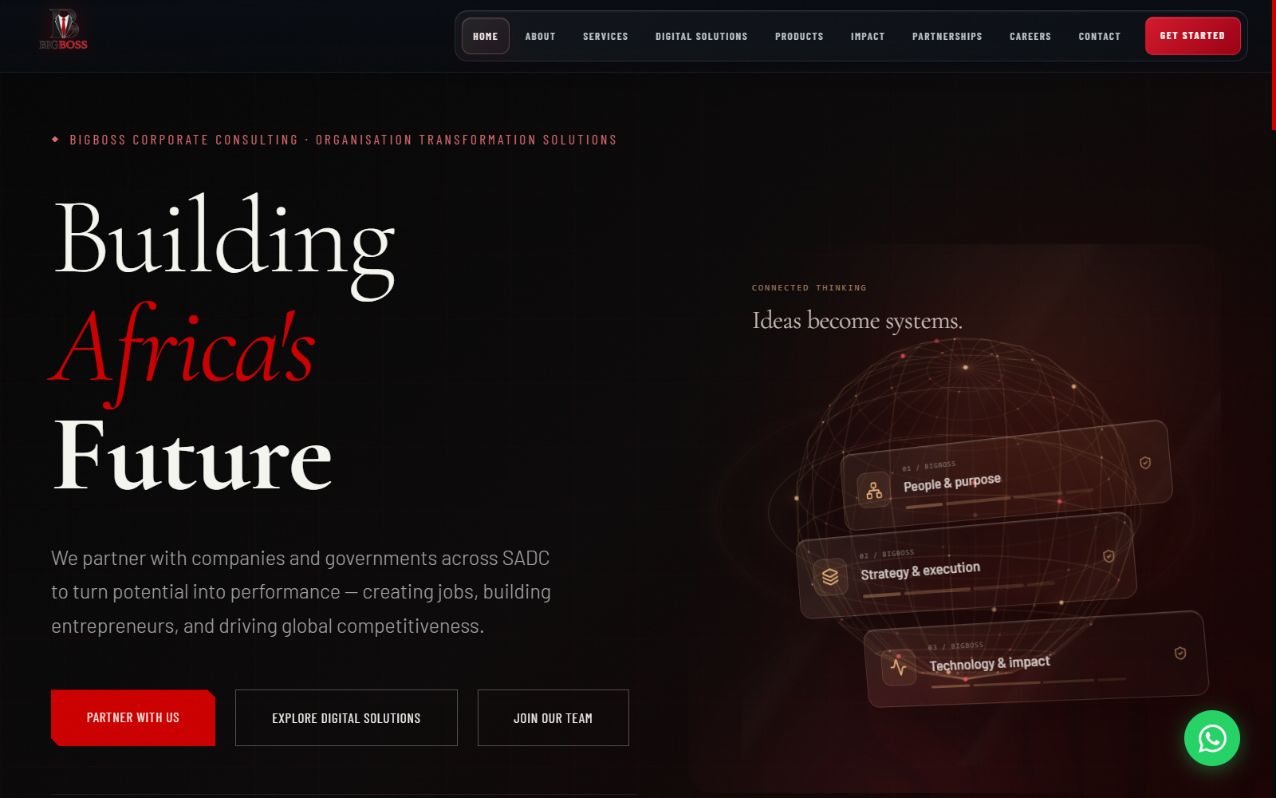 BIGBOSS
HOME
ABOUT
SERVICES
DIGITAL SOLUTIONS
PRODUCTS
IMPACT
PARTNERSHIPS
CAREERS
CONTACT
GET STARTED
BIGBOSS CORPORATE CONSULTING · ORGANISATION TRANSFORMATION SOLUTIONS
Building
Africa's
Future
We partner with companies and governments across SADC
to turn potential into performance — creating jobs, building
entrepreneurs, and driving global competitiveness.
PARTNER WITH US
EXPLORE DIGITAL SOLUTIONS
JOIN OUR TEAM
CONNECTED THINKING
Ideas become systems.
01 / BIGBOSS
People & purpose
02 / BIGBOSS
Strategy & execution
03 / BIGBOSS
Technology & impact